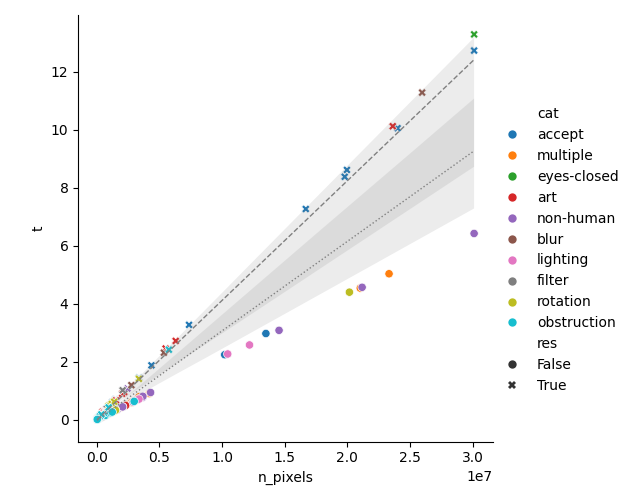 t
12
10
8
6
4
2
0
0.0 0.5 1.0 1.5 2.0 2.5 3.0
1e7
n_pixels
cat
accept
multiple
eyes-closed
art
non-human
blur
lighting
filter
rotation
obstruction
res
False
True